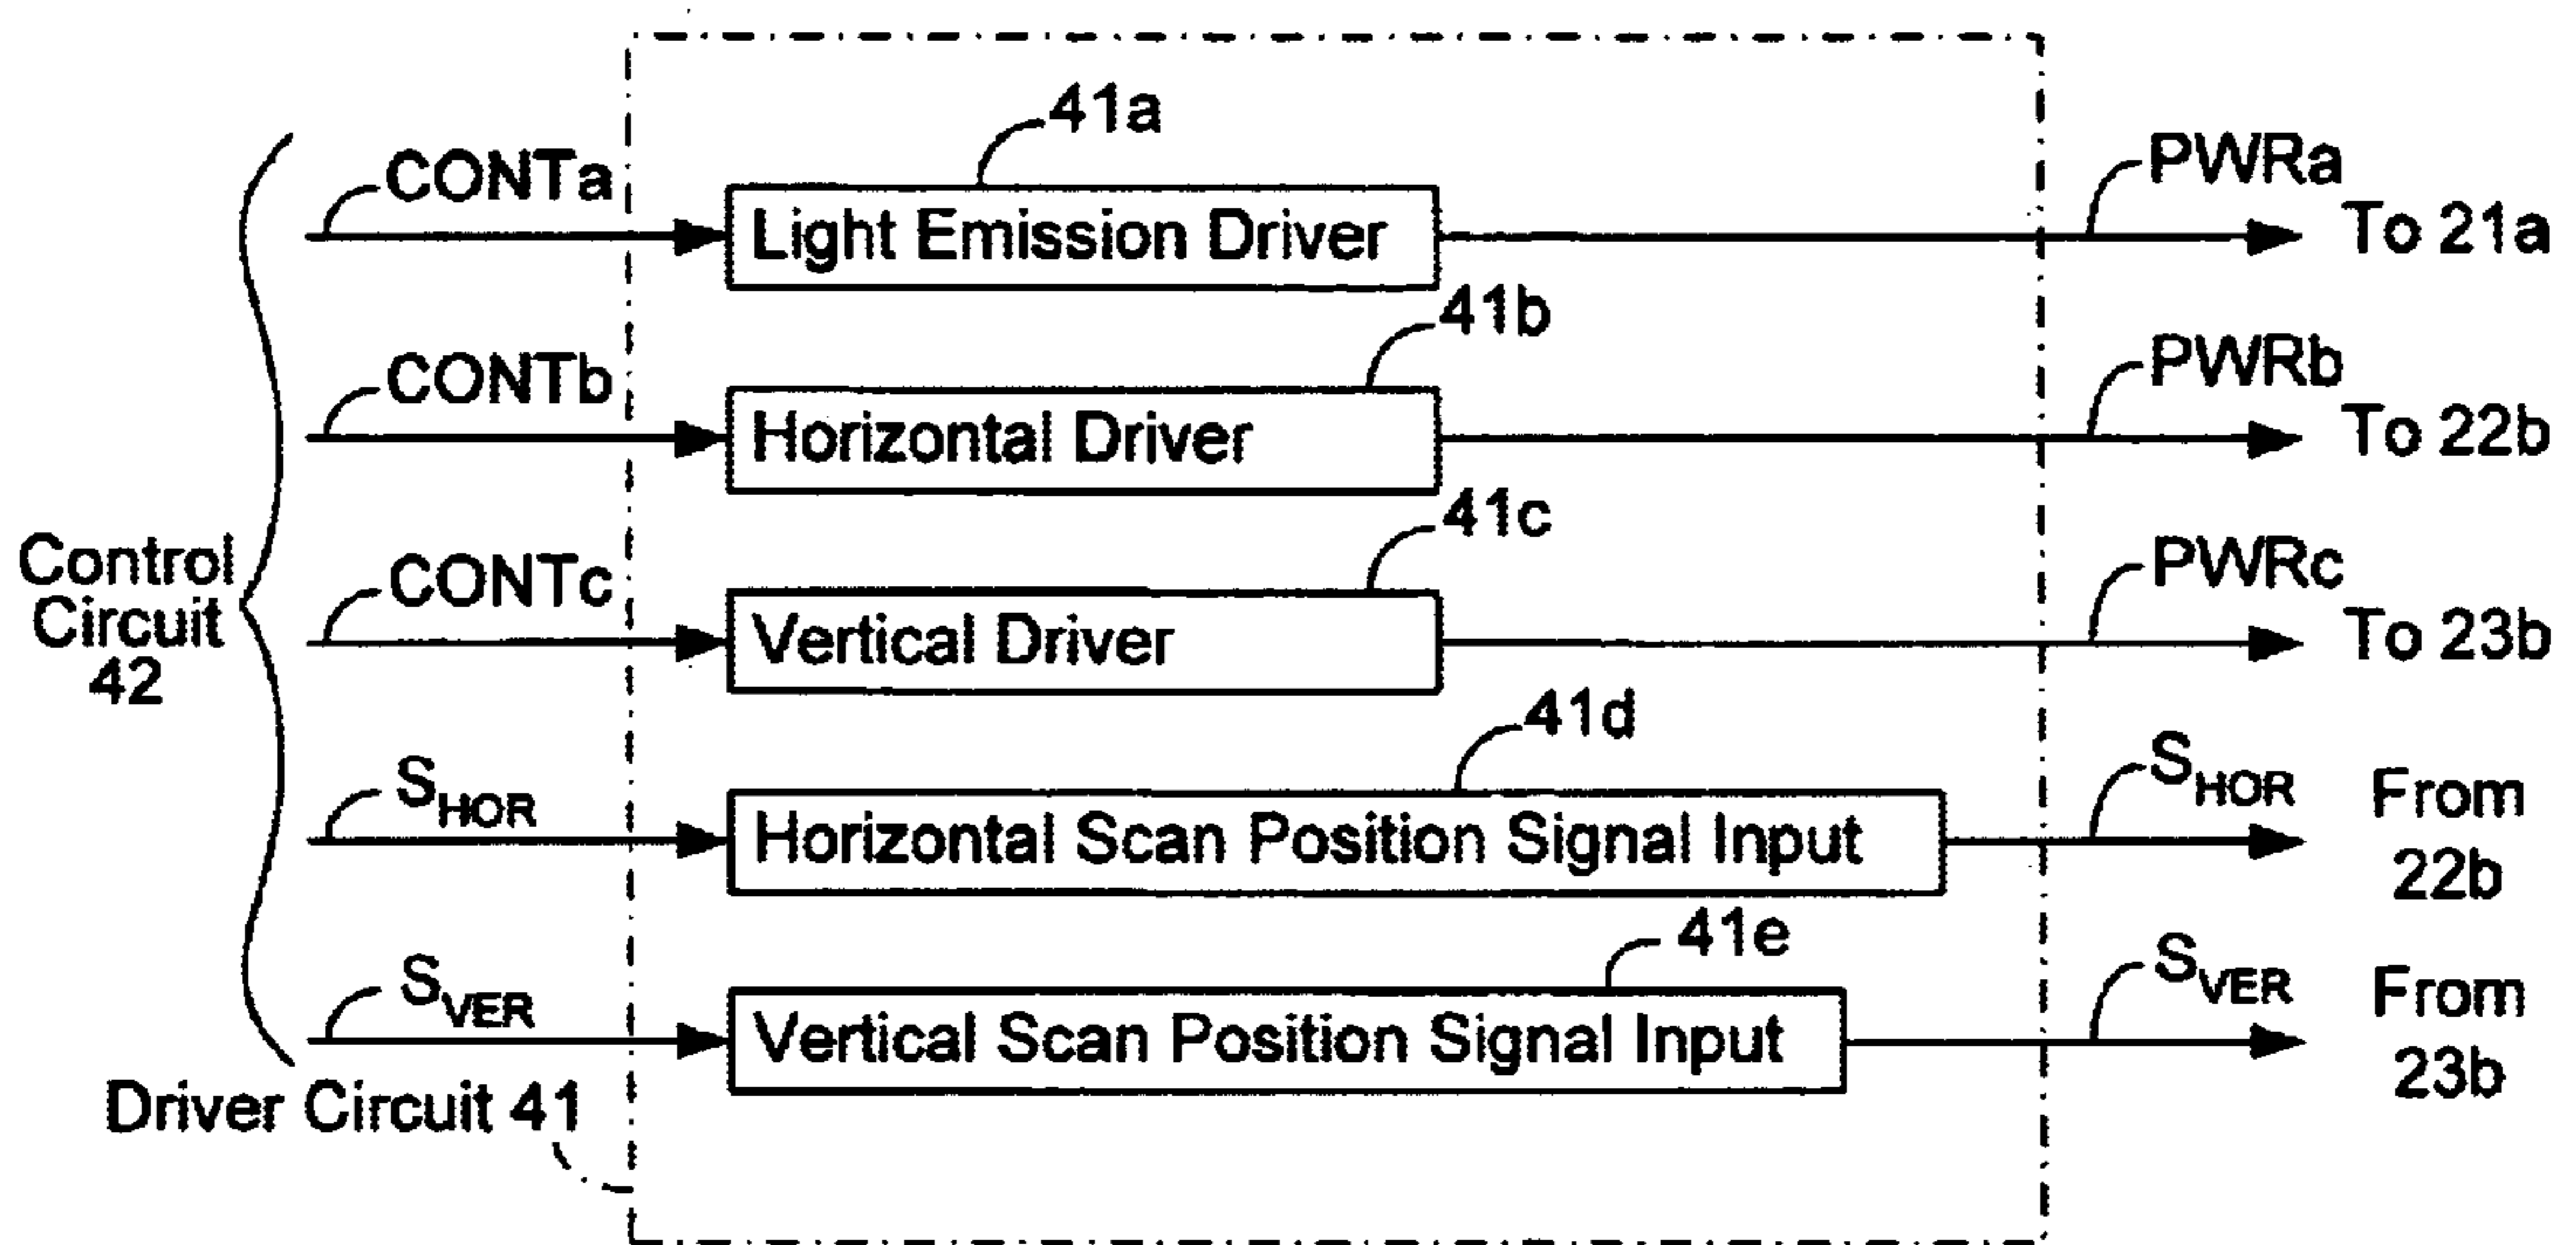 41a
CONTa
Light Emission Driver
PWRa
To 21a
41b
CONTb
Horizontal Driver
PWRb
To 22b
41c
CONTc
Vertical Driver
PWRc
To 23b
Control
Circuit
42
41d
SHOR
Horizontal Scan Position Signal Input
SHOR
From
22b
41e
SVER
Vertical Scan Position Signal Input
SVER
From
23b
Driver Circuit 41